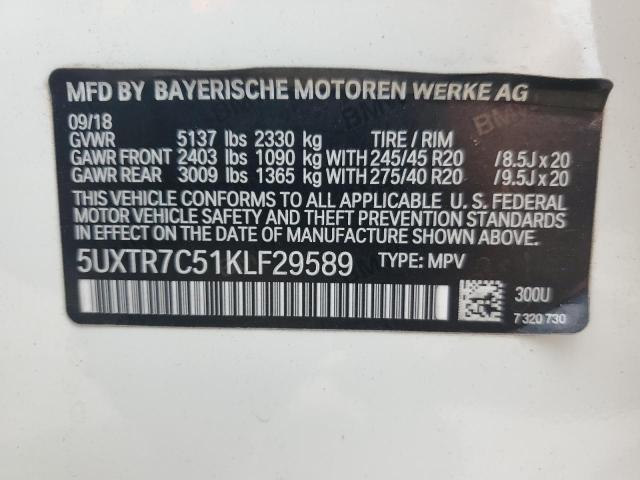 MFD BY BAYERISCHE MOTOREN WERKE AG
09/18
GVWR 5137 lbs 2330 kg TIRE / RIM
GAWR FRONT 2403 lbs 1090 kg WITH 245/45 R20 /8.5J x 20
GAWR REAR 3009 lbs 1365 kg WITH 275/40 R20 /9.5J x 20
THIS VEHICLE CONFORMS TO ALL APPLICABLE U. S. FEDERAL
MOTOR VEHICLE SAFETY AND THEFT PREVENTION STANDARDS
IN EFFECT ON THE DATE OF MANUFACTURE SHOWN ABOVE.
5UXTR7C51KLF29589 TYPE: MPV
300U
7 320 730